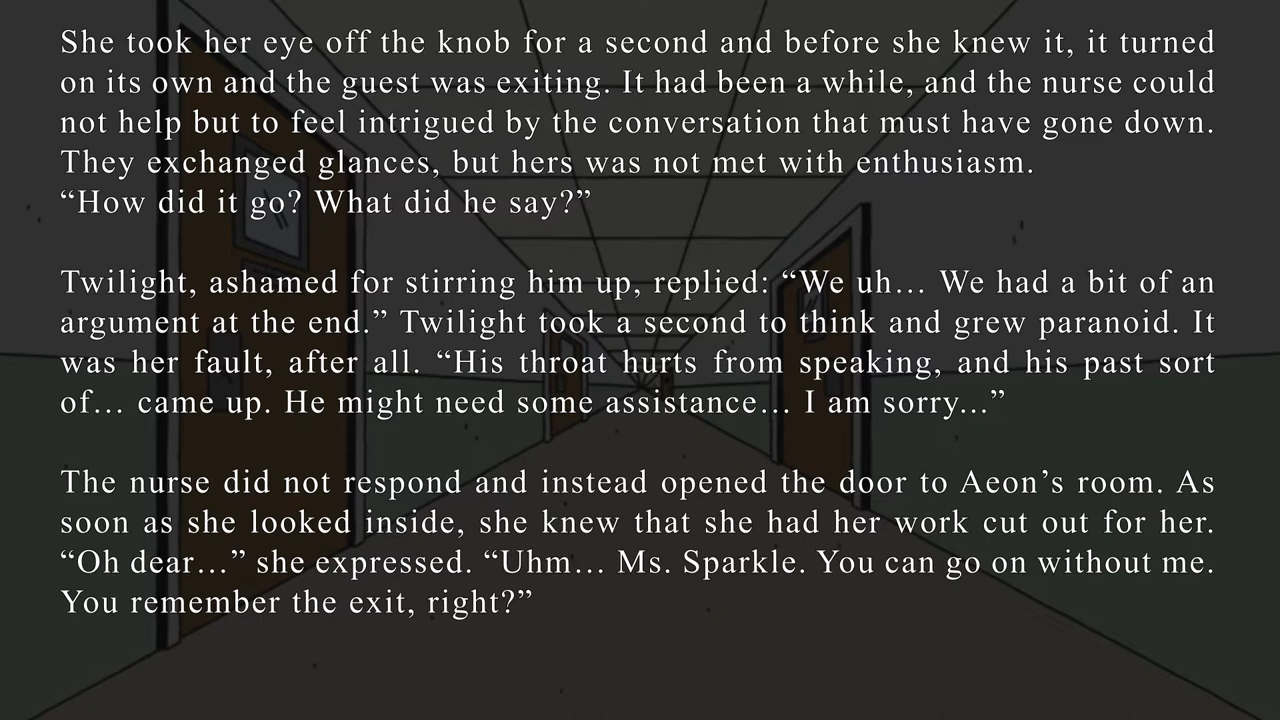 She took her eye off the knob for a second and before she knew it, it turned
on its own and the guest was exiting. It had been a while, and the nurse could
not help but to feel intrigued by the conversation that must have gone down.
They exchanged glances, but hers was not met with enthusiasm.
“How did it go? What did he say?”
Twilight, ashamed for stirring him up, replied: “We uh… We had a bit of an
argument at the end.” Twilight took a second to think and grew paranoid. It
was her fault, after all. “His throat hurts from speaking, and his past sort
of… came up. He might need some assistance… I am sorry...”
The nurse did not respond and instead opened the door to Aeon’s room. As
soon as she looked inside, she knew that she had her work cut out for her.
“Oh dear…” she expressed. “Uhm… Ms. Sparkle. You can go on without me.
You remember the exit, right?”